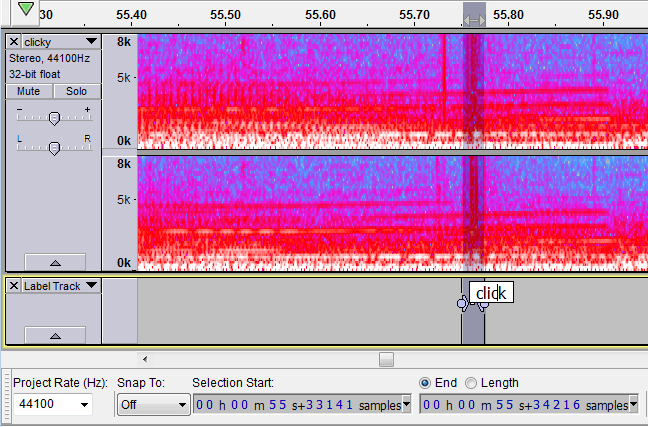 30 55.40 55.50 55.60 55.70 55.80 55.90
clicky
Stereo, 44100Hz
32-bit float
Mute Solo
- +
L R
8k
5k
0k
8k
5k
0k
Label Track
click
Project Rate (Hz): Snap To: Selection Start: End Length
44100 Off 00 h 00 m 55 s+33141 samples 00 h 00 m 55 s+34216 samples